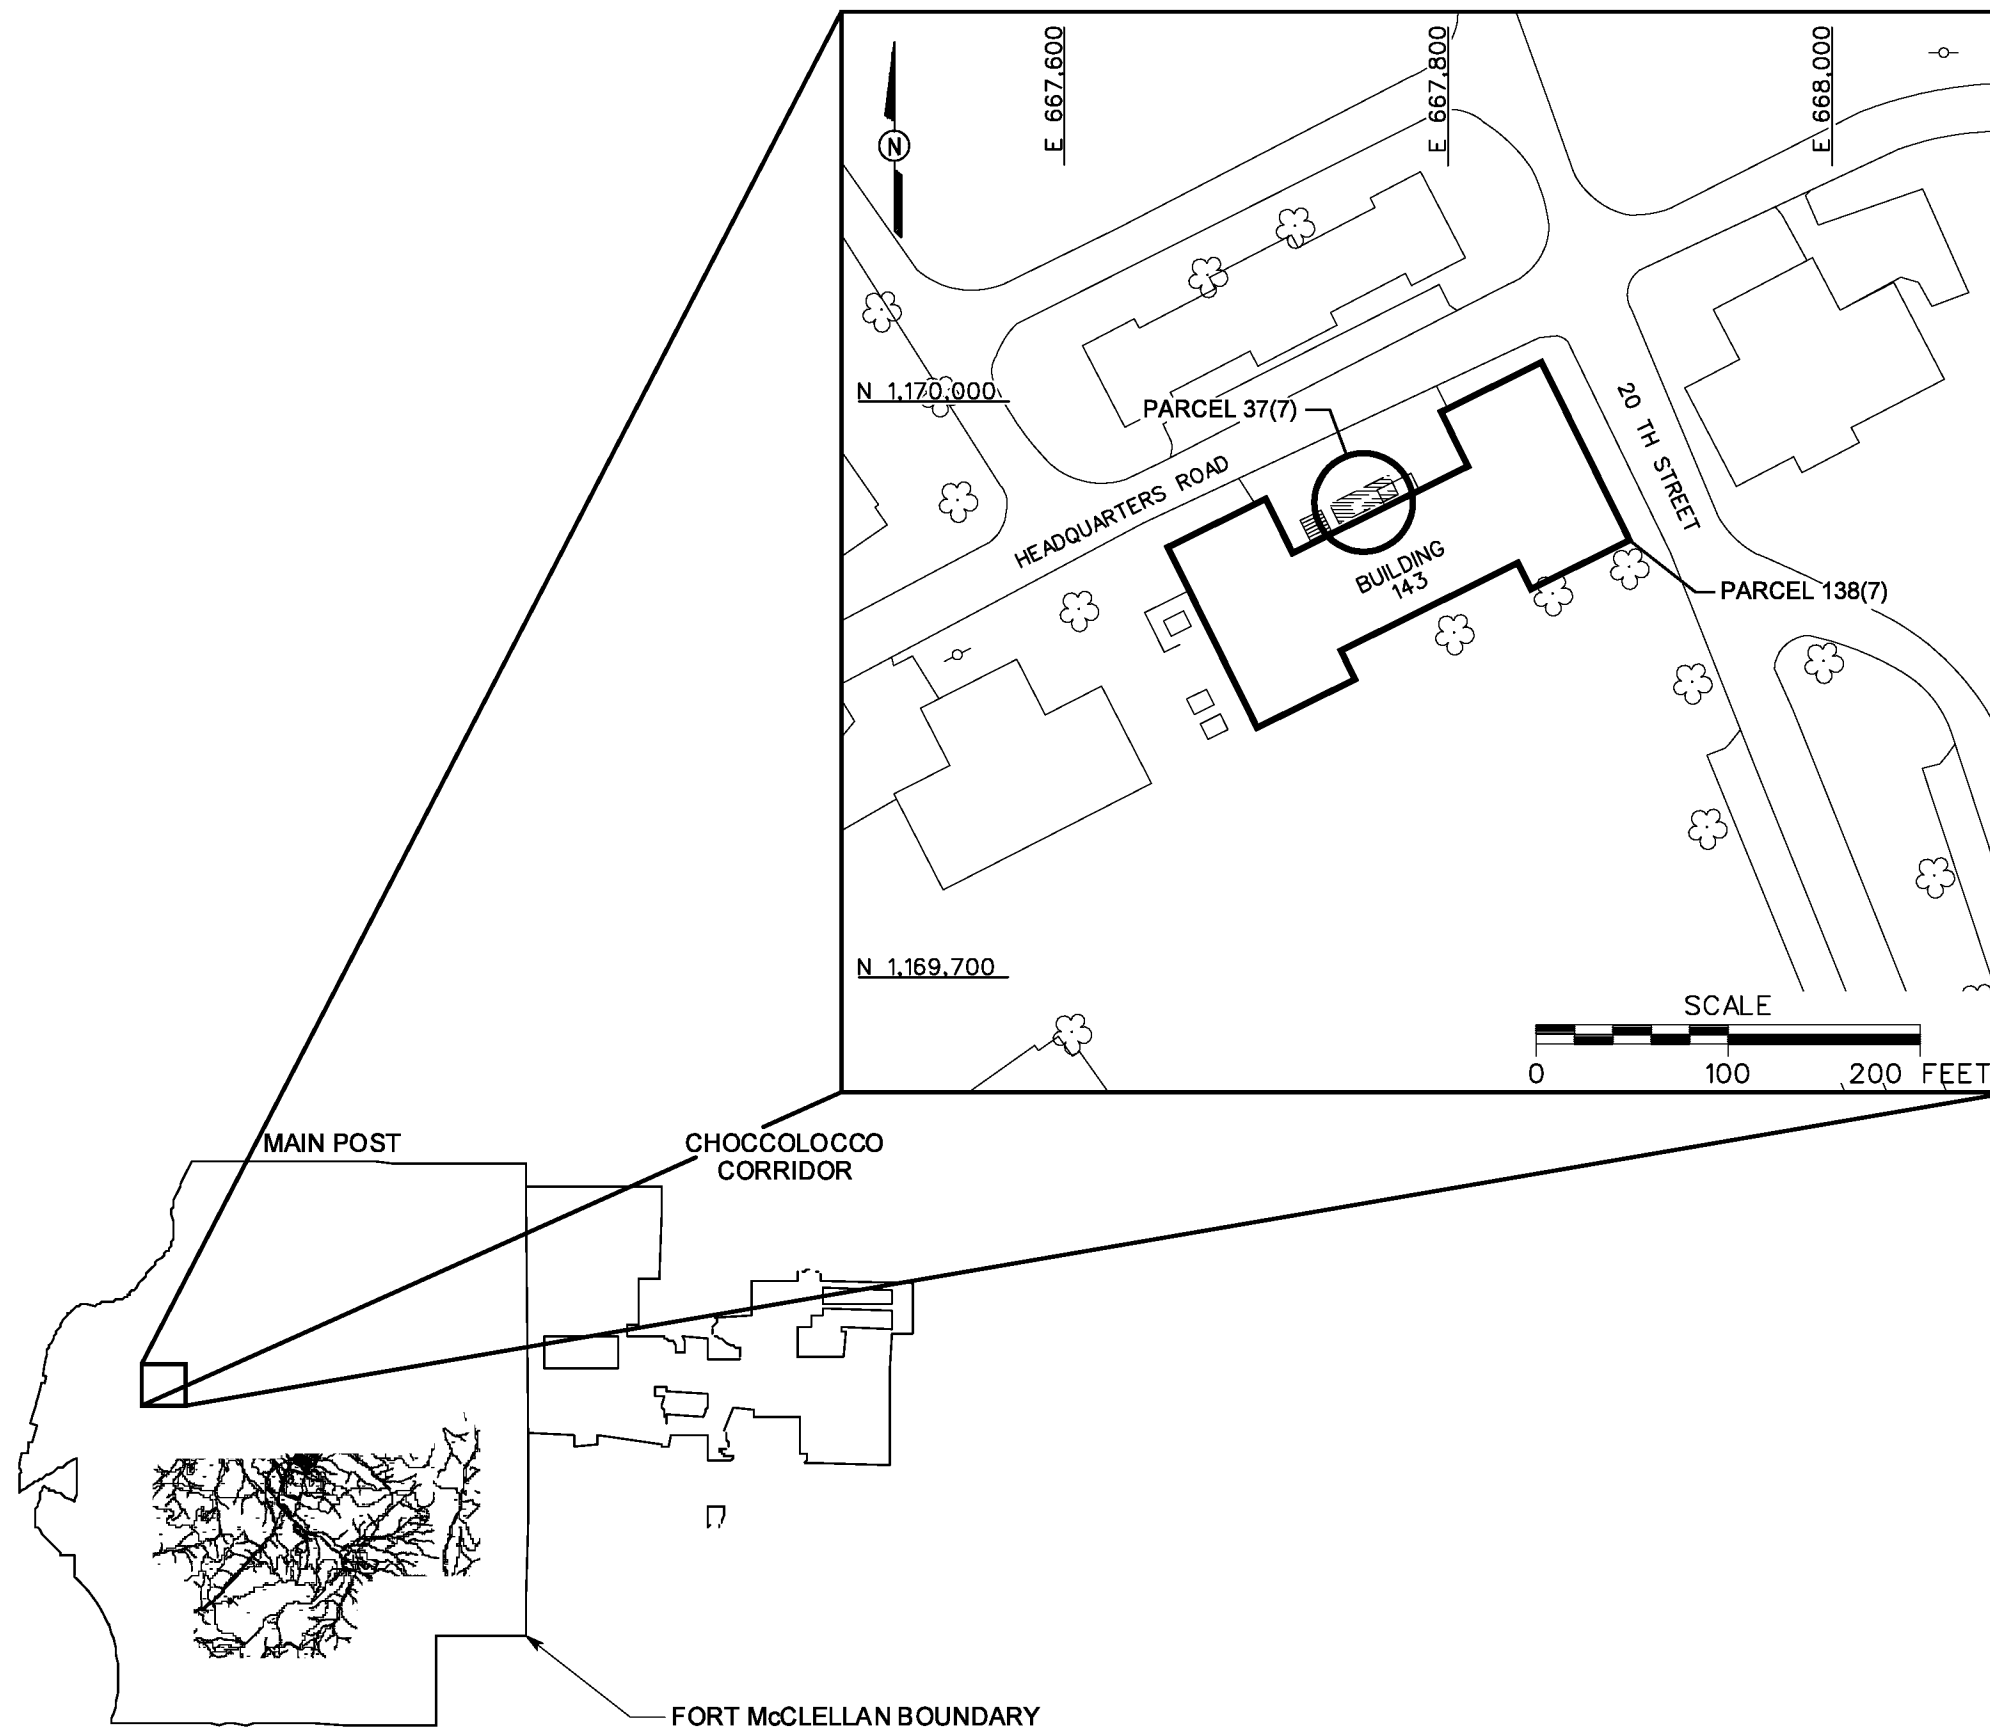 E 667,600
E 667,800
E 668,000
N
N 1,170,000
PARCEL 37(7)
20 TH STREET
HEADQUARTERS ROAD
BUILDING
143
PARCEL 138(7)
N 1,169,700
SCALE
0 100 200 FEET
MAIN POST
CHOCCOLOCCO
CORRIDOR
FORT McCLELLAN BOUNDARY